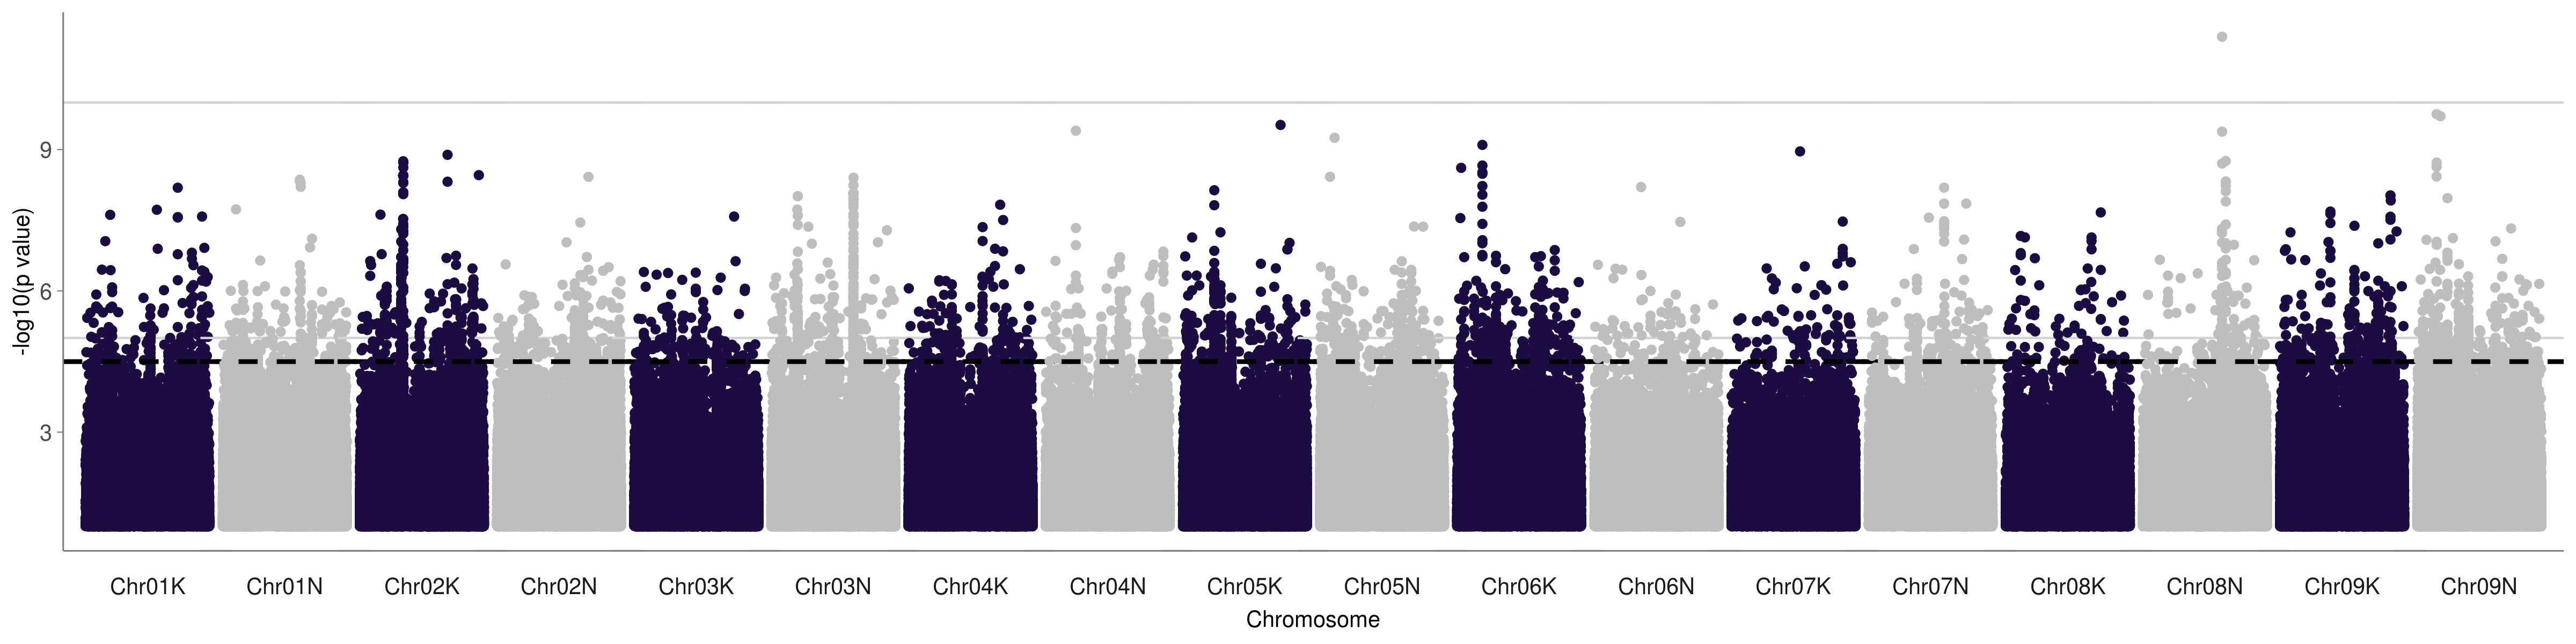 -log10(p value)
9
6
3
Chr01K Chr01N Chr02K Chr02N Chr03K Chr03N Chr04K Chr04N Chr05K Chr05N Chr06K Chr06N Chr07K Chr07N Chr08K Chr08N Chr09K Chr09N
Chromosome